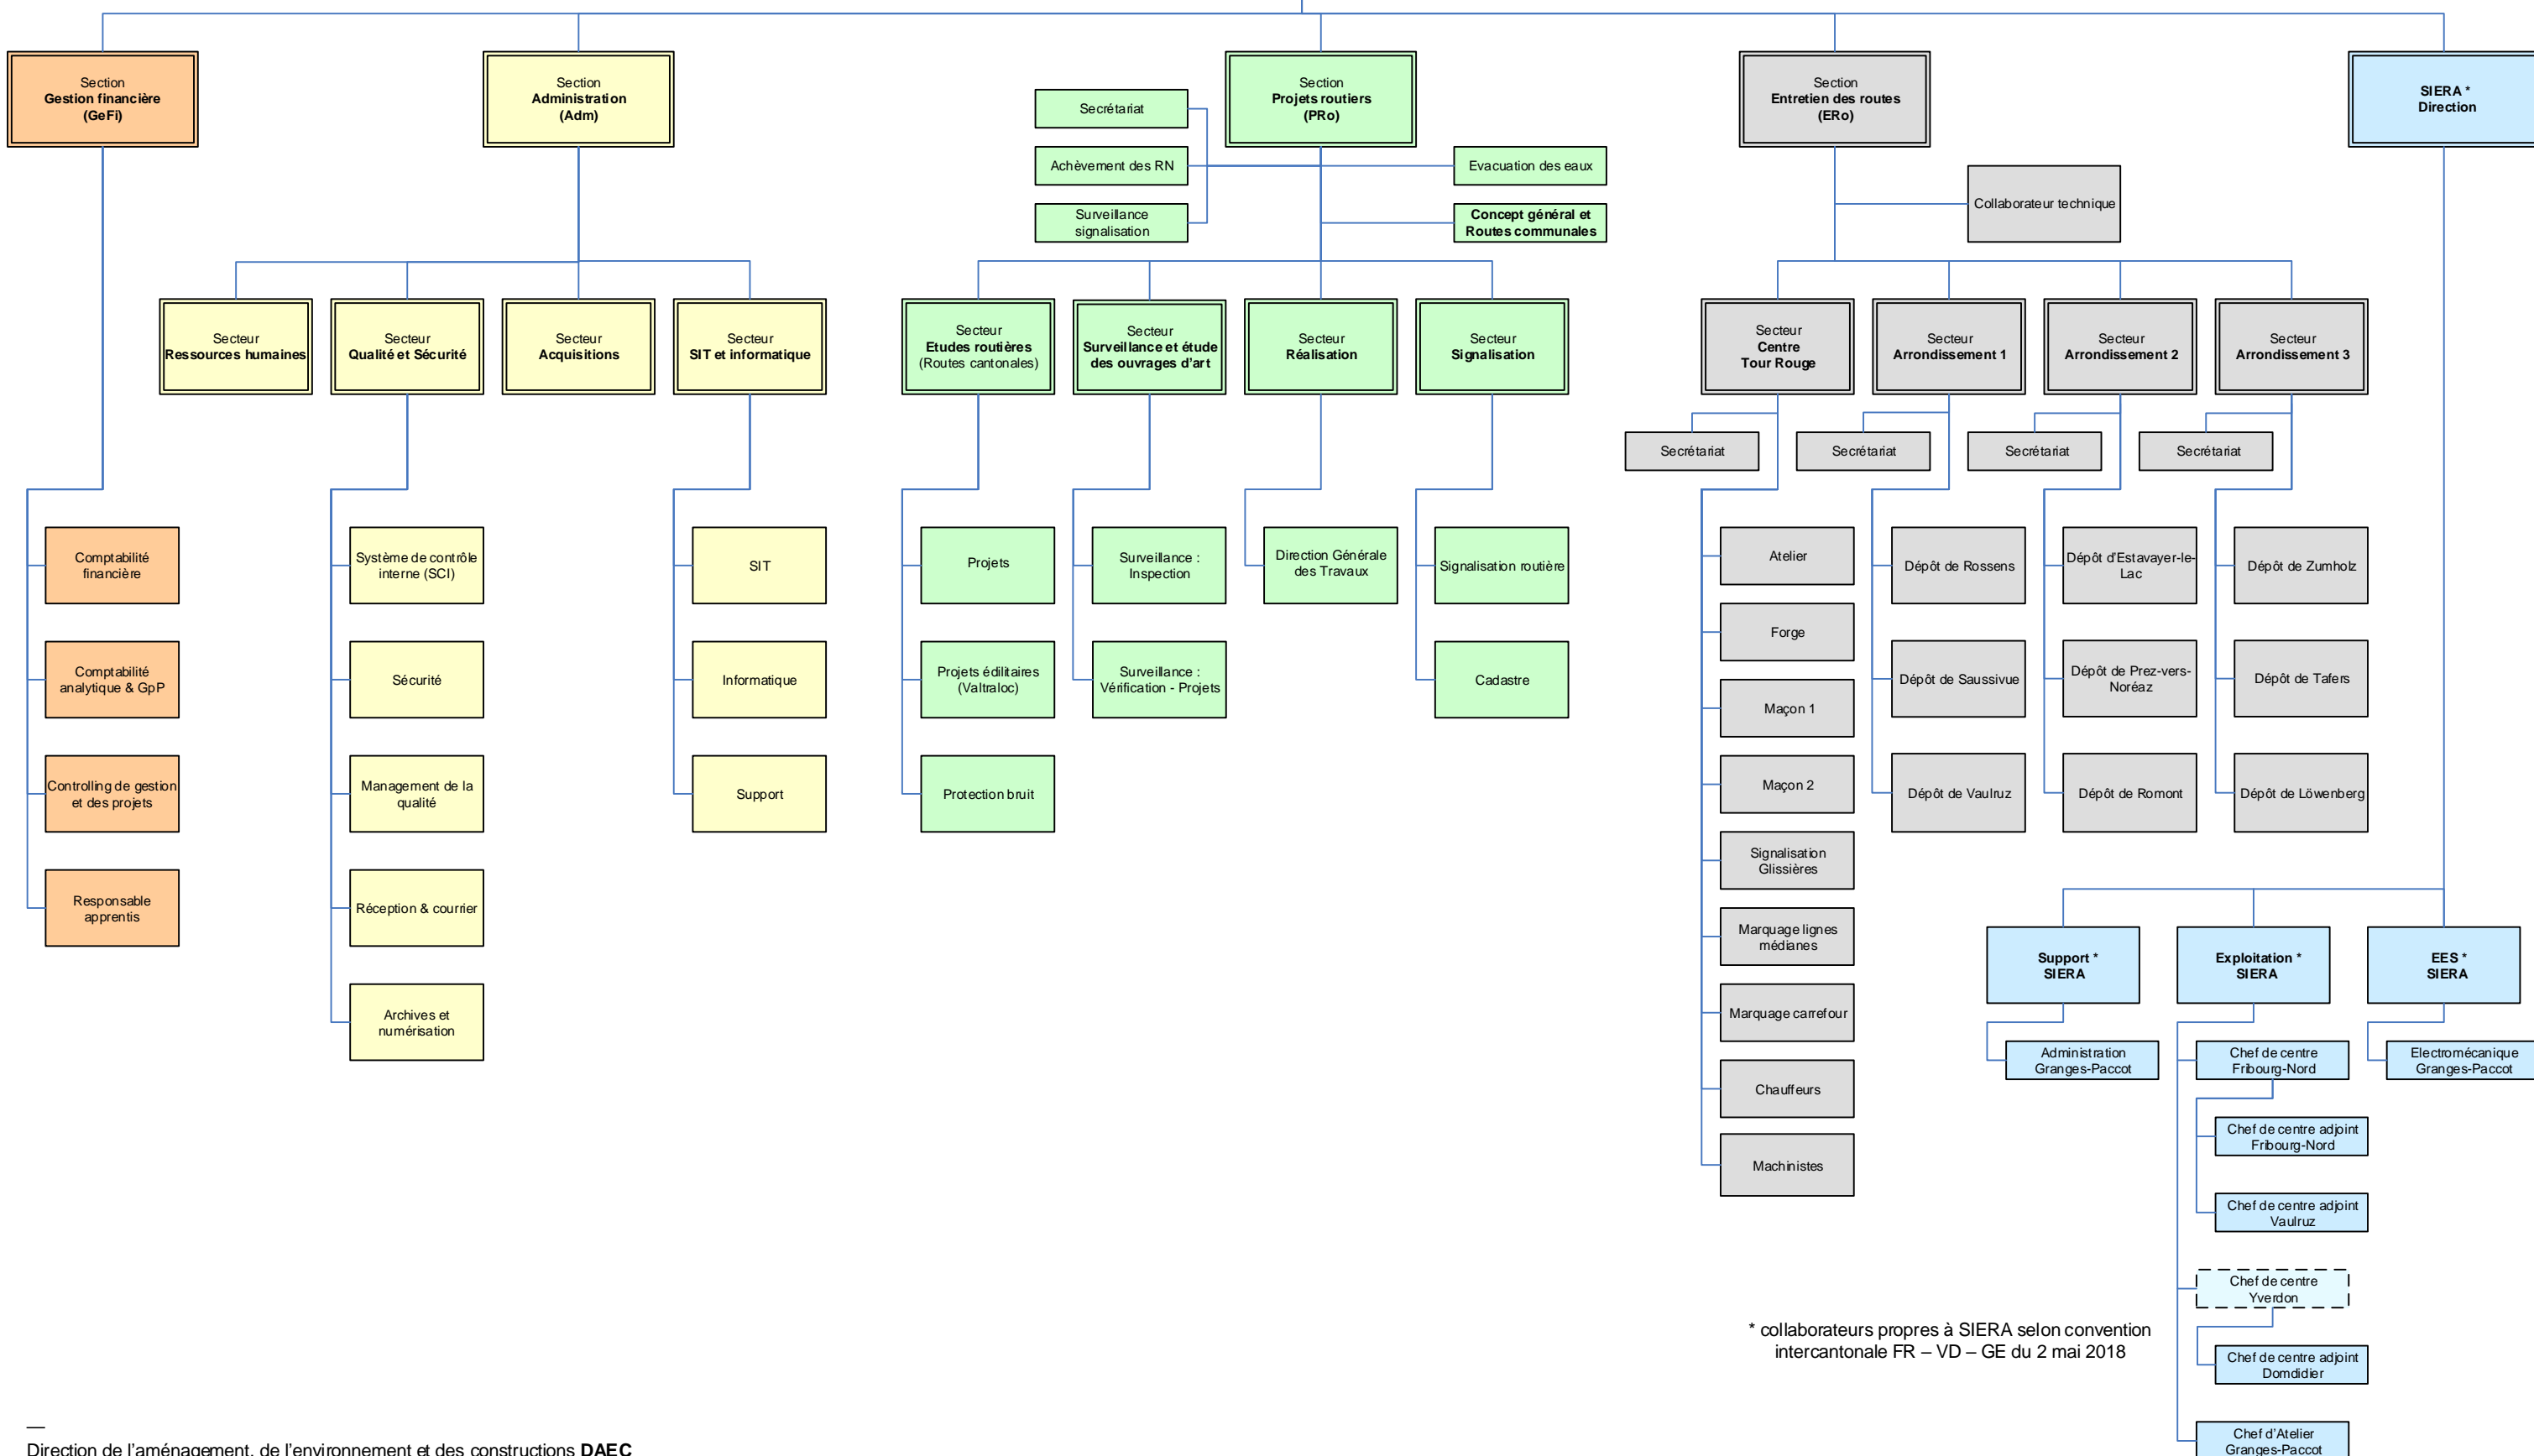 Section
Gestion financière
(GeFi)
Section
Administration
(Adm)
Section
Projets routiers
(PRo)
Section
Entretien des routes
(ERo)
SIERA *
Direction
Secrétariat
Achèvement des RN
Surveillance
signalisation
Evacuation des eaux
Concept général et
Routes communales
Collaborateur technique
Secteur
Ressources humaines
Secteur
Qualité et Sécurité
Secteur
Acquisitions
Secteur
SIT et informatique
Secteur
Etudes routières
(Routes cantonales)
Secteur
Surveillance et étude
des ouvrages d'art
Secteur
Réalisation
Secteur
Signalisation
Secteur
Centre
Tour Rouge
Secteur
Arrondissement 1
Secteur
Arrondissement 2
Secteur
Arrondissement 3
Secrétariat
Secrétariat
Secrétariat
Secrétariat
Comptabilité
financière
Comptabilité
analytique & GpP
Controlling de gestion
et des projets
Responsable
apprentis
Système de contrôle
interne (SCI)
Sécurité
Management de la
qualité
Réception & courrier
Archives et
numérisation
SIT
Informatique
Support
Projets
Projets édilitaires
(Valtraloc)
Protection bruit
Surveillance :
Inspection
Surveillance :
Vérification - Projets
Direction Générale
des Travaux
Signalisation routière
Cadastre
Atelier
Forge
Maçon 1
Maçon 2
Signalisation
Glissières
Marquage lignes
médianes
Marquage carrefour
Chauffeurs
Machinistes
Dépôt de Rossens
Dépôt de Saussivue
Dépôt de Vaulruz
Dépôt d'Estavayer-le-
Lac
Dépôt de Prez-vers-
Noréaz
Dépôt de Romont
Dépôt de Zumholz
Dépôt de Tafers
Dépôt de Löwenberg
Support *
SIERA
Exploitation *
SIERA
EES *
SIERA
Administration
Granges-Paccot
Chef de centre
Fribourg-Nord
Electromécanique
Granges-Paccot
Chef de centre adjoint
Fribourg-Nord
Chef de centre adjoint
Vaulruz
Chef de centre
Yverdon
Chef de centre adjoint
Domdidier
Chef d'Atelier
Granges-Paccot
* collaborateurs propres à SIERA selon convention
intercantonale FR – VD – GE du 2 mai 2018
—
Direction de l'aménagement, de l'environnement et des constructions DAEC